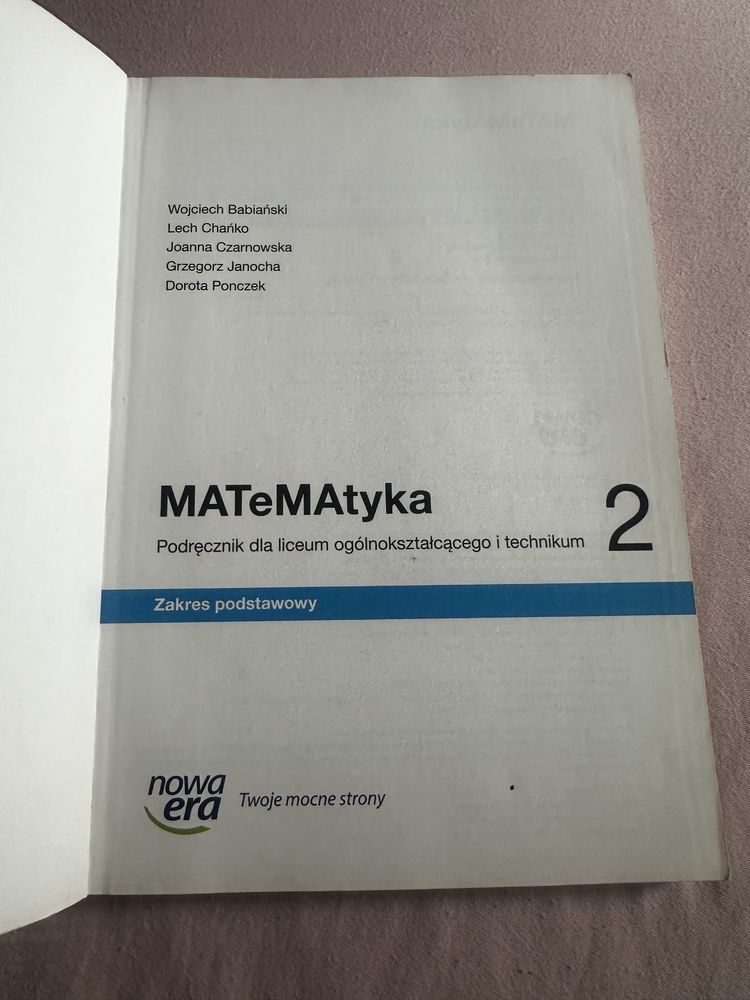 Wojciech Babiański
Lech Chańko
Joanna Czarnowska
Grzegorz Janocha
Dorota Ponczek
MATeMAtyka 2
Podręcznik dla liceum ogólnokształcącego i technikum
Zakres podstawowy
nowa
era
Twoje mocne strony